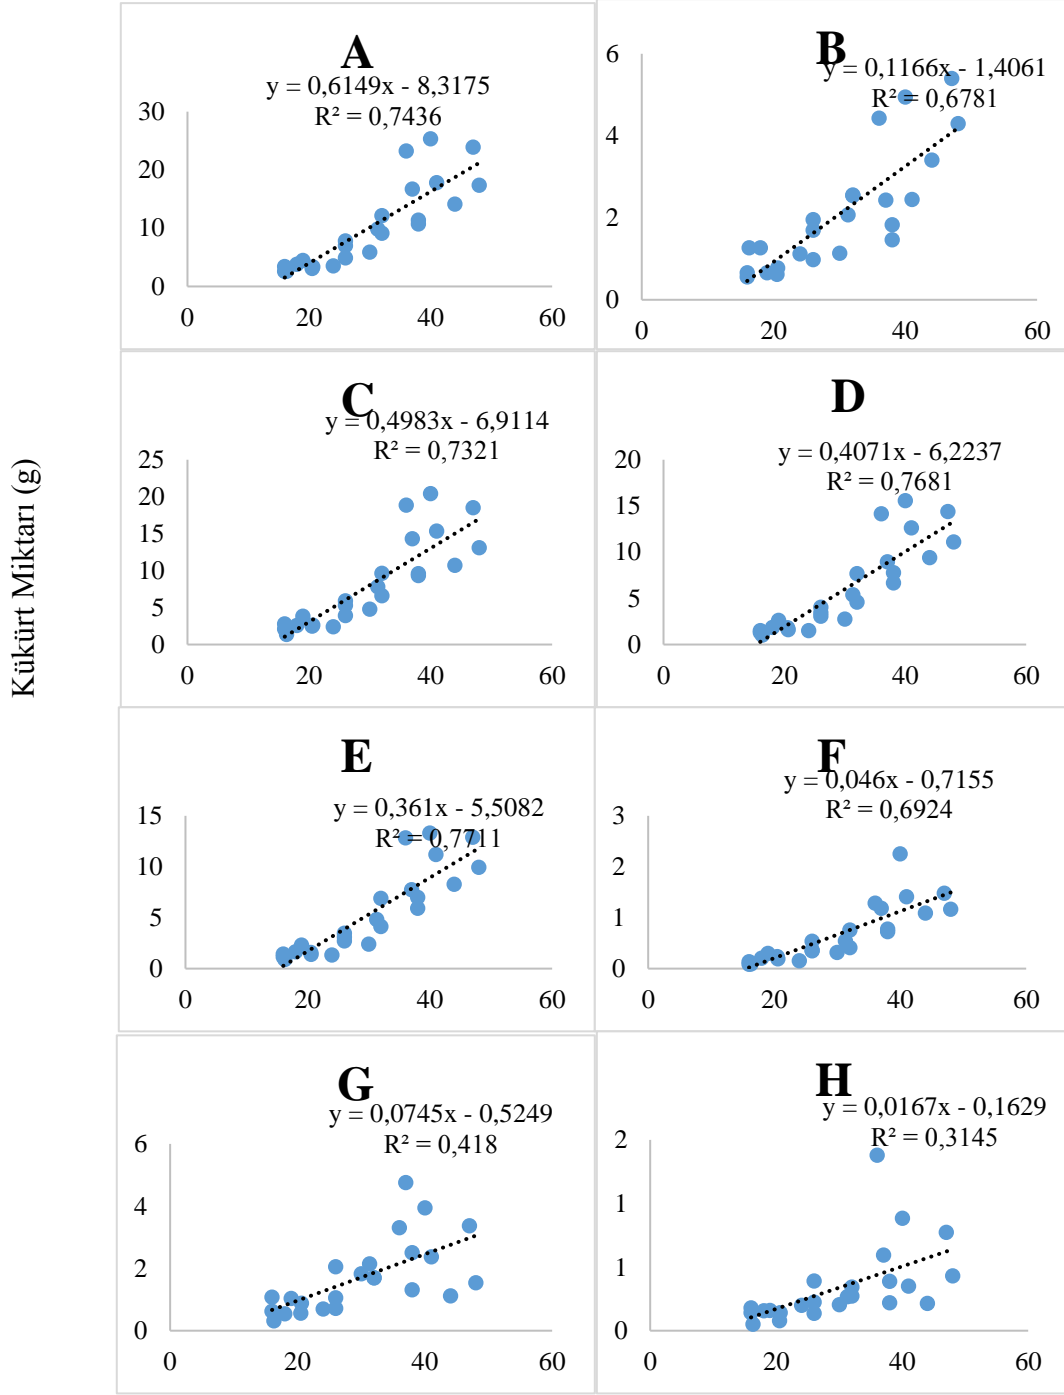 Kükürt Miktarı (g)
A
y = 0,6149x - 8,3175
R² = 0,7436
30
20
10
0
0 20 40 60
B
y = 0,1166x - 1,4061
R² = 0,6781
6
4
2
0
0 20 40 60
C
y = 0,4983x - 6,9114
R² = 0,7321
25
20
15
10
5
0
0 20 40 60
D
y = 0,4071x - 6,2237
R² = 0,7681
20
15
10
5
0
0 20 40 60
E
y = 0,361x - 5,5082
R² = 0,7711
15
10
5
0
0 20 40 60
F
y = 0,046x - 0,7155
R² = 0,6924
3
2
1
0
0 20 40 60
G
y = 0,0745x - 0,5249
R² = 0,418
6
4
2
0
0 20 40 60
H
y = 0,0167x - 0,1629
R² = 0,3145
2
1
1
0
0 20 40 60